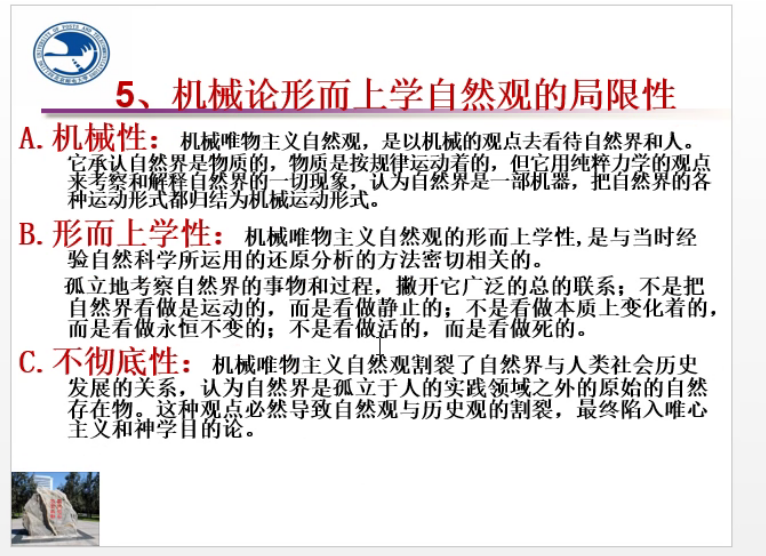 5、机械论形而上学自然观的局限性
A. 机械性：机械唯物主义自然观，是以机械的观点去看待自然界和人。
它承认自然界是物质的，物质是按规律运动着的，但它用纯粹力学的观点
来考察和解释自然界的一切现象，认为自然界是一部机器，把自然界的各
种运动形式都归结为机械运动形式。
B. 形而上学性：机械唯物主义自然观的形而上学性,是与当时经
验自然科学所运用的还原分析的方法密切相关的。
孤立地考察自然界的事物和过程，撇开它广泛的总的联系；不是把
自然界看做是运动的，而是看做静止的；不是看做本质上变化着的，
而是看做永恒不变的；不是看做活的，而是看做死的。
C. 不彻底性：机械唯物主义自然观割裂了自然界与人类社会历史
发展的关系，认为自然界是孤立于人的实践领域之外的原始的自然
存在物。这种观点必然导致自然观与历史观的割裂，最终陷入唯心
主义和神学目的论。